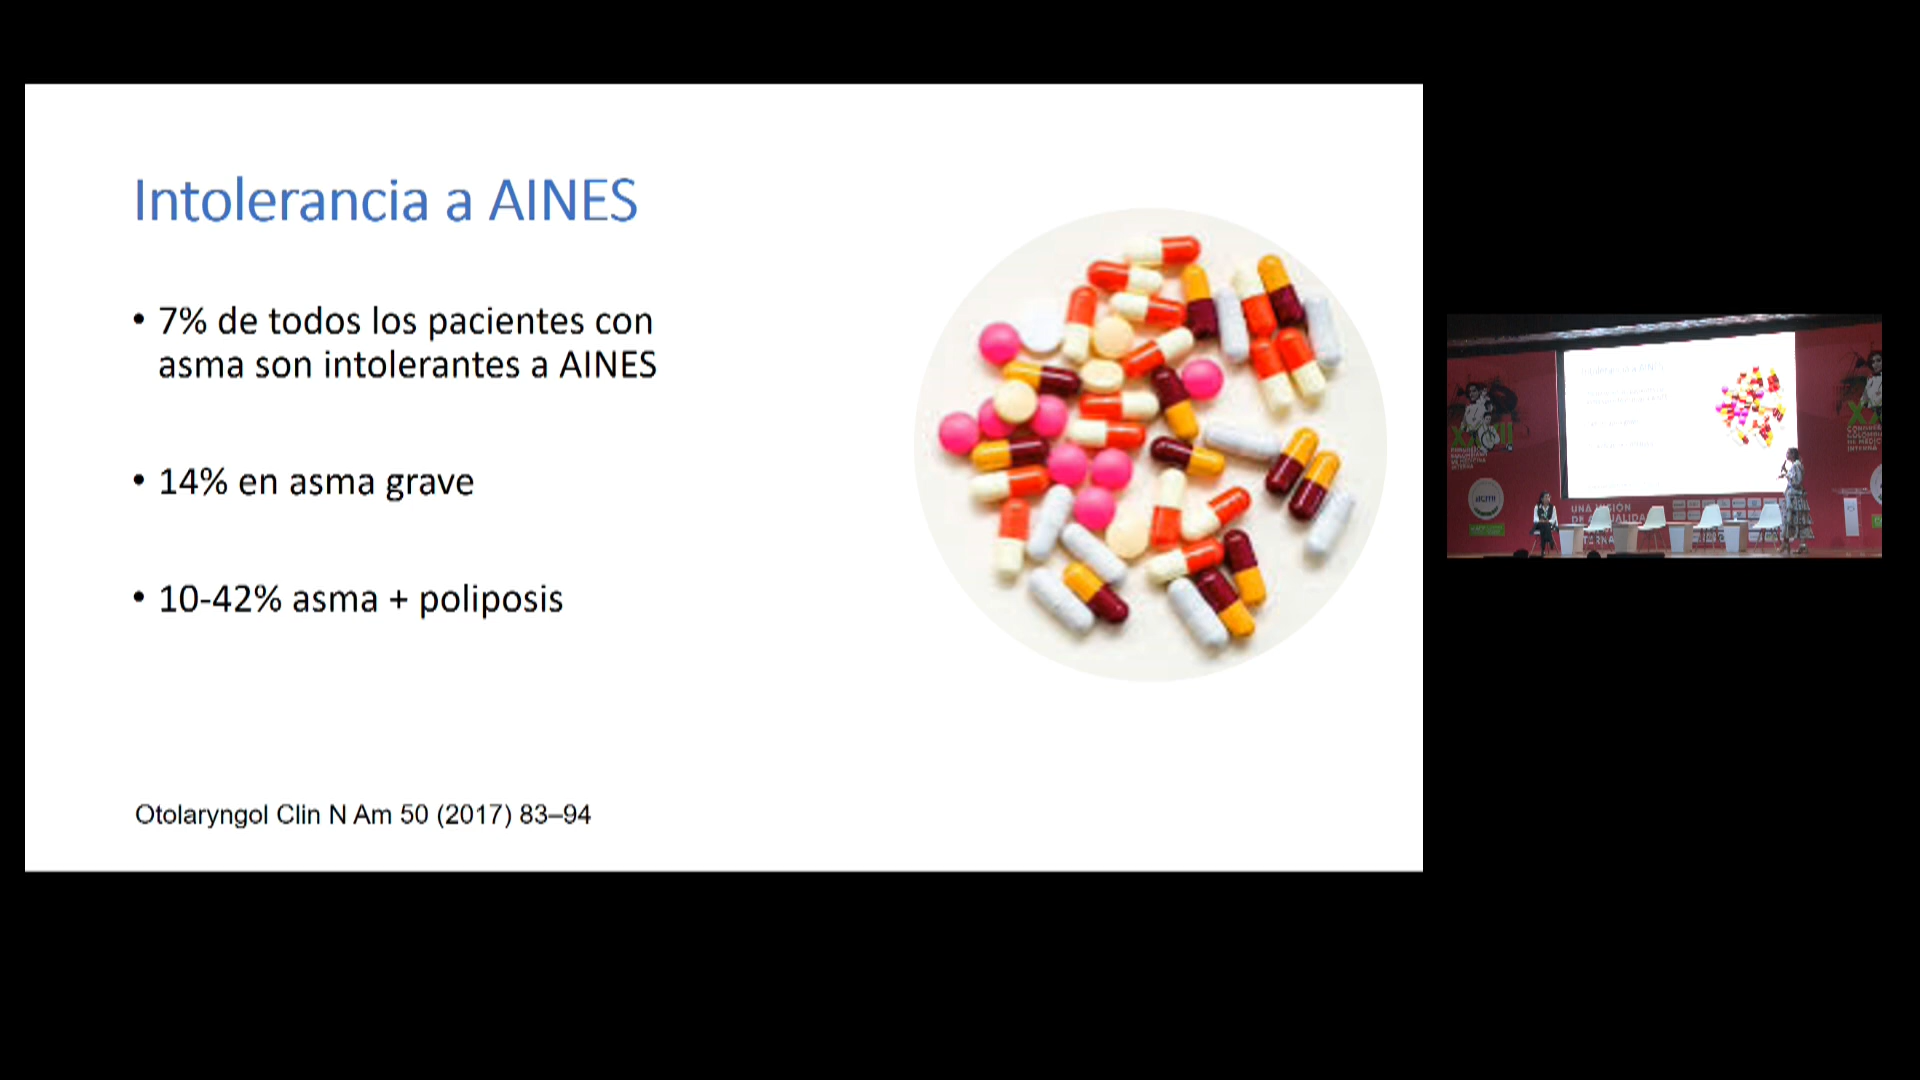 Intolerancia a AINES
• 7% de todos los pacientes con
asma son intolerantes a AINES
• 14% en asma grave
• 10-42% asma + poliposis
Otolaryngol Clin N Am 50 (2017) 83–94